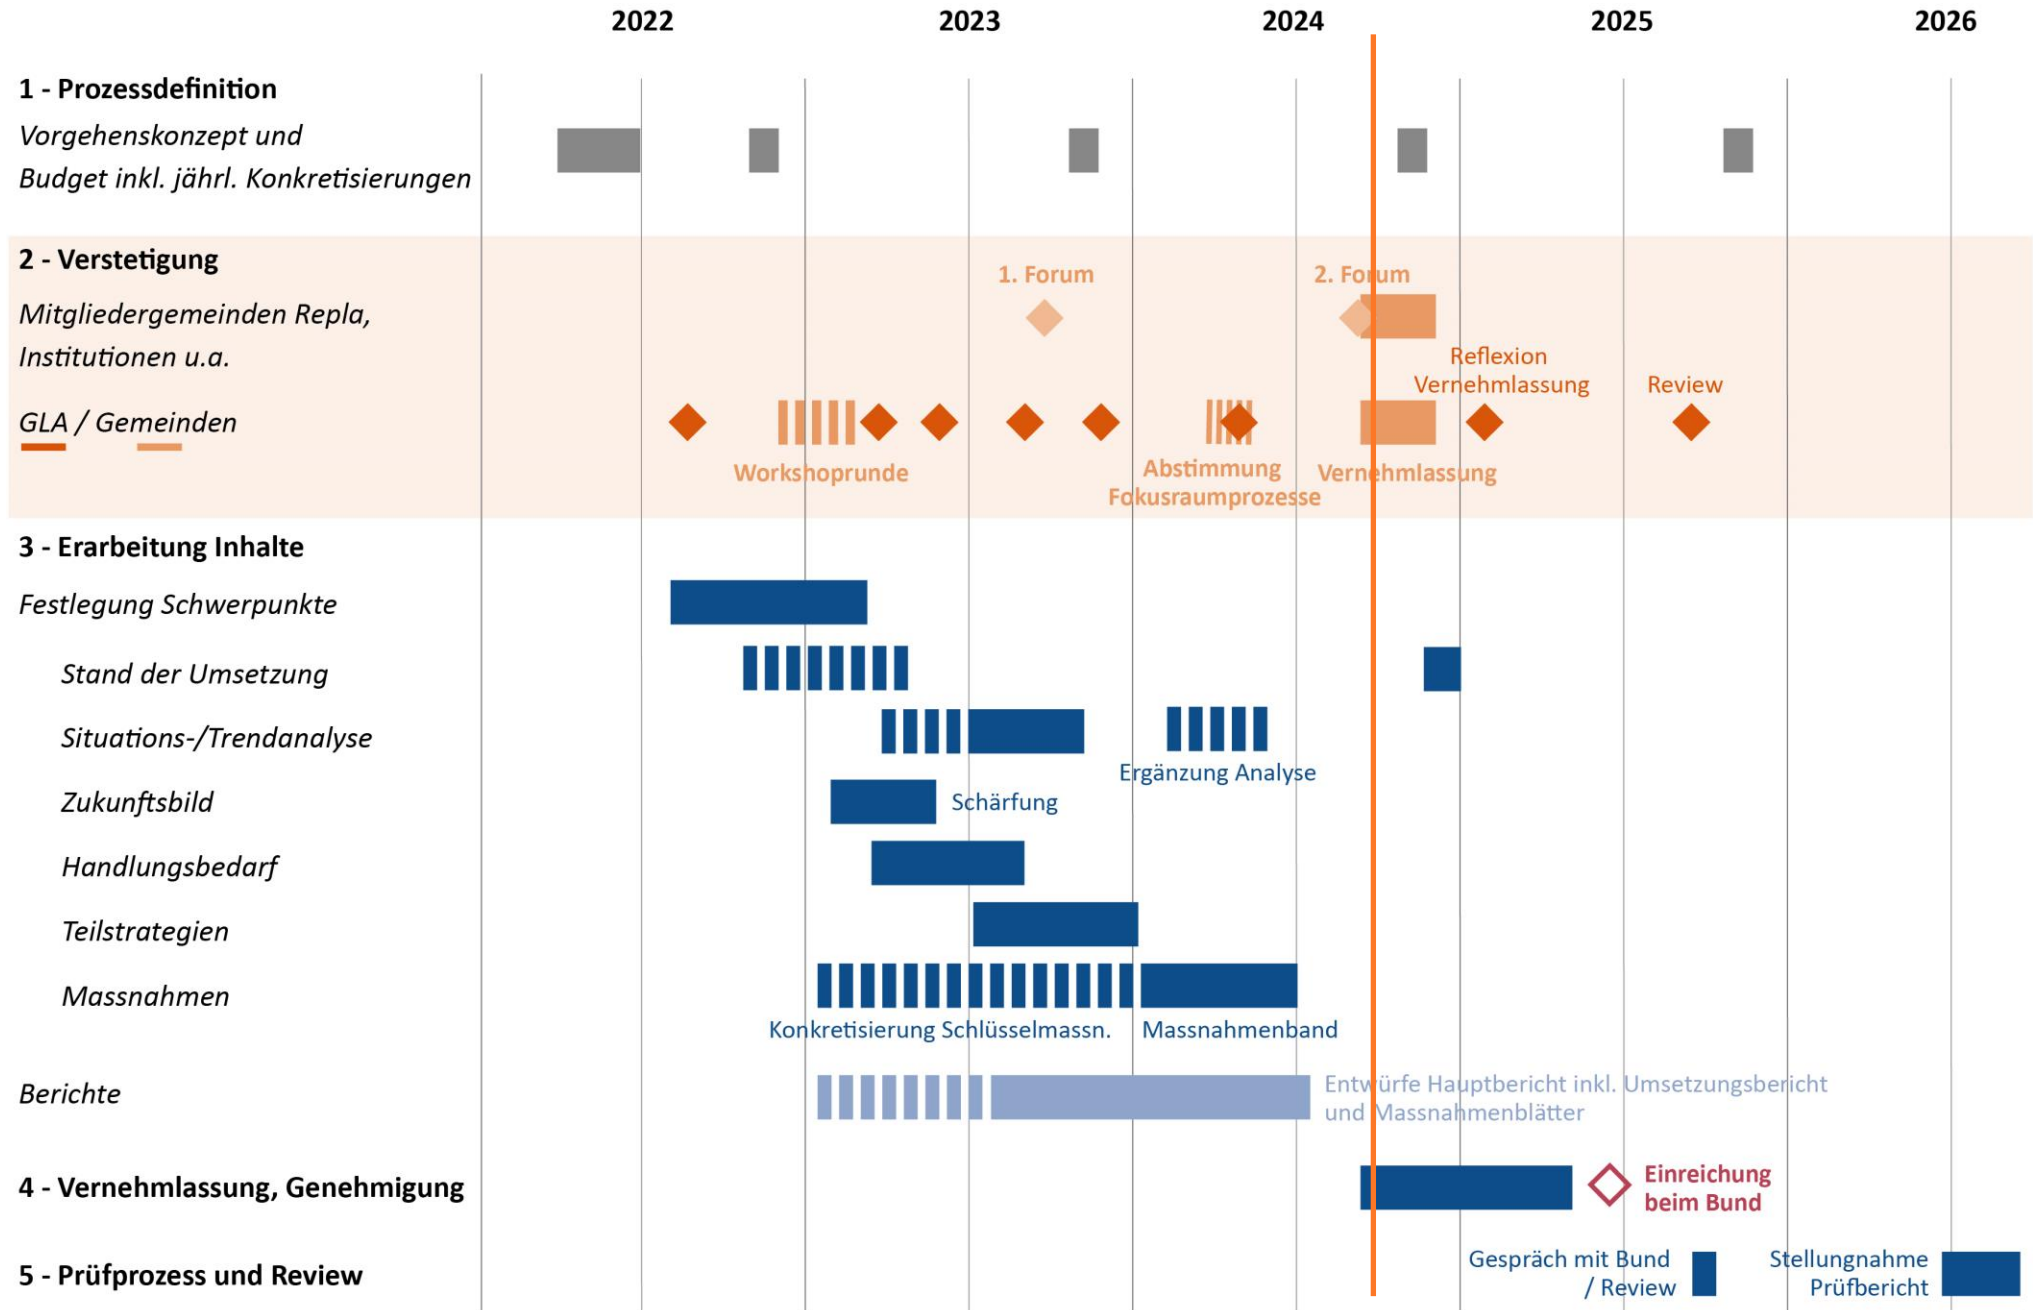 2022 2023 2024 2025 2026
1 - Prozessdefinition
Vorgehenskonzept und
Budget inkl. jährl. Konkretisierungen
2 - Verstetigung
1. Forum
2. Forum
Mitgliedergemeinden Repla,
Institutionen u.a.
Reflexion
Vernehmlassung
Review
GLA / Gemeinden
Workshoprunde
Abstimmung
Fokusraumprozesse
Vernehmlassung
3 - Erarbeitung Inhalte
Festlegung Schwerpunkte
Stand der Umsetzung
Situations-/Trendanalyse
Ergänzung Analyse
Zukunftsbild
Schärfung
Handlungsbedarf
Teilstrategien
Massnahmen
Konkretisierung Schlüsselmassn.
Massnahmenband
Berichte
Entwürfe Hauptbericht inkl. Umsetzungsbericht
und Massnahmenblätter
4 - Vernehmlassung, Genehmigung
Einreichung
beim Bund
5 - Prüfprozess und Review
Gespräch mit Bund
/ Review
Stellungnahme
Prüfbericht